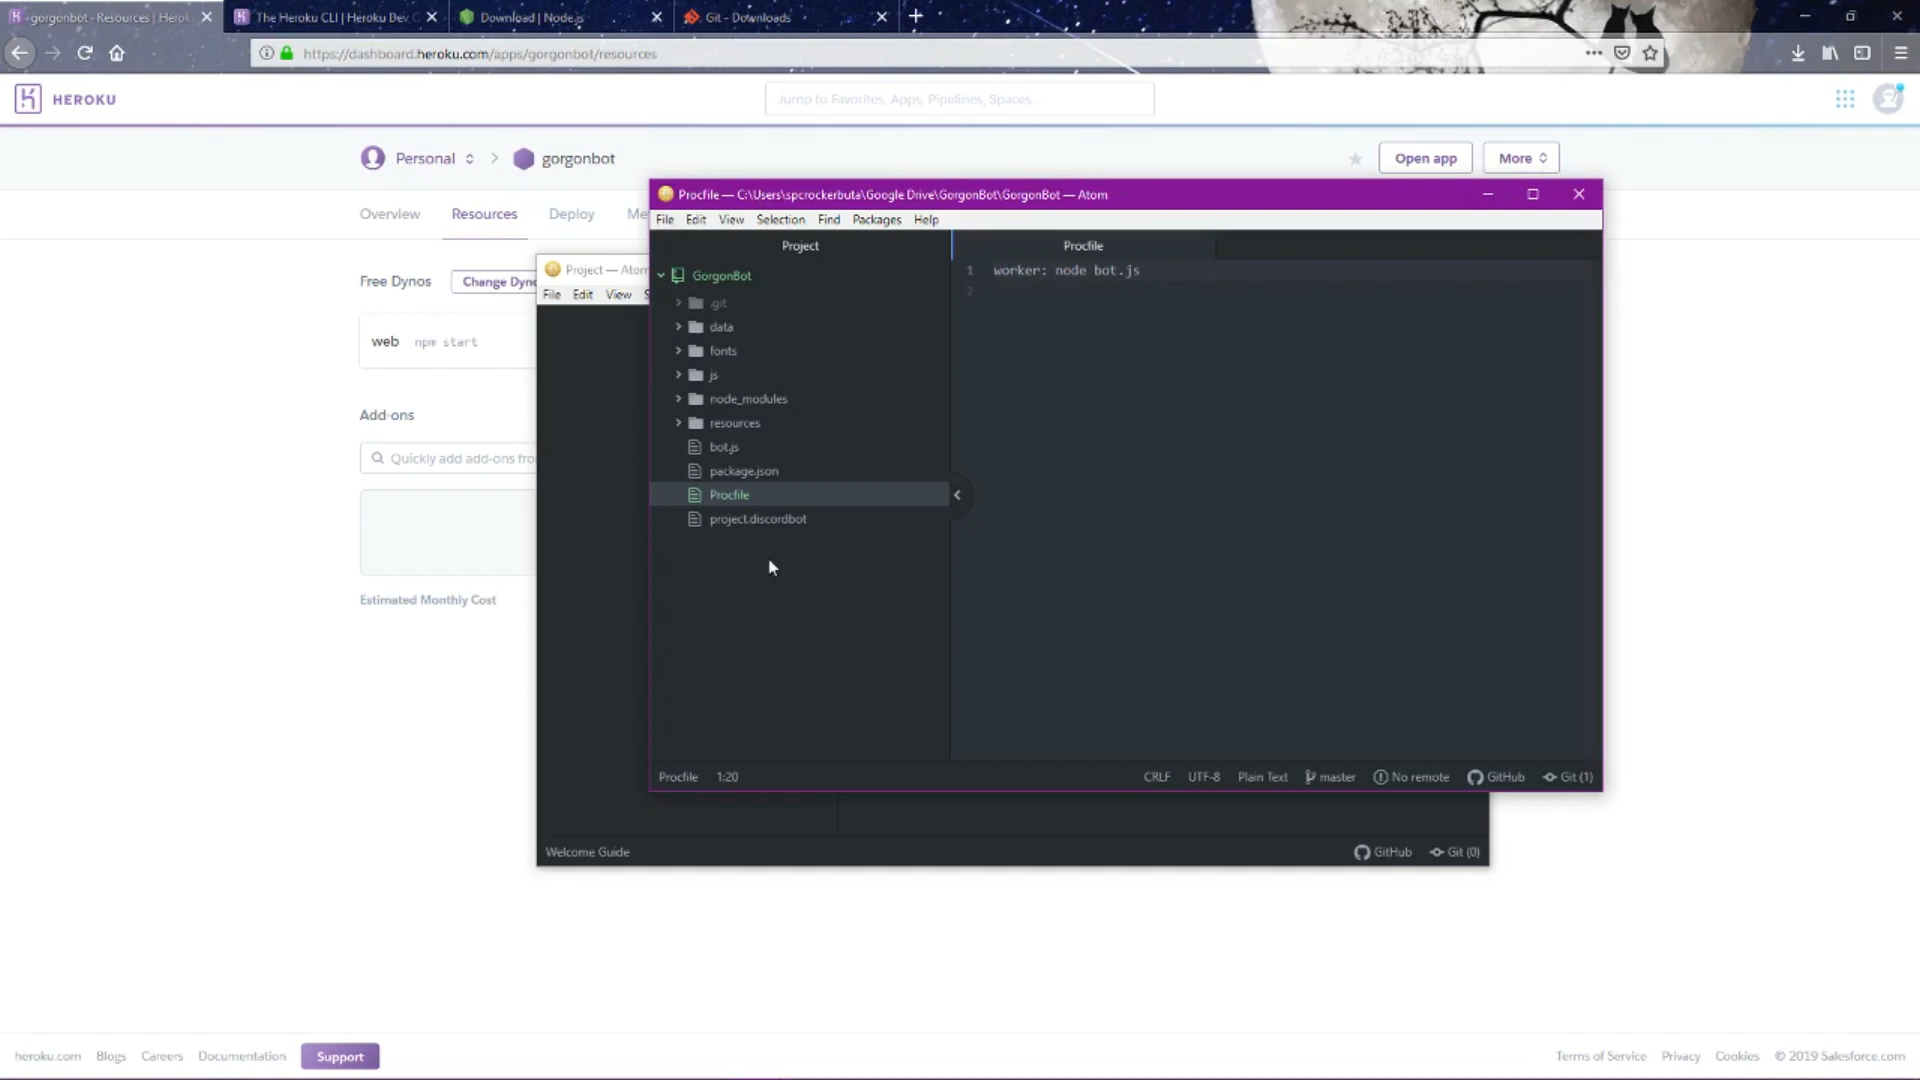 gorgonbot - Resources | Herok
The Heroku CLI | Heroku Dev C
Download | Node.js
Git - Downloads
https://dashboard.heroku.com/apps/gorgonbot/resources
HEROKU
Jump to Favorites, Apps, Pipelines, Spaces...
Personal > gorgonbot
Open app
More
Overview
Resources
Deploy
Me
Free Dynos
Change Dyno
web npm start
Add-ons
Quickly add add-ons fro
Estimated Monthly Cost
Project — Atom
File Edit View S
Welcome Guide
GitHub
Git (0)
Procfile — C:\Users\spcrockerbuta\Google Drive\GorgonBot\GorgonBot — Atom
File Edit View Selection Find Packages Help
Project
Procfile
GorgonBot
.git
data
fonts
js
node_modules
resources
bot.js
package.json
Procfile
project.discordbot
1 worker: node bot.js
2
Procfile 1:20
CRLF UTF-8 Plain Text master No remote GitHub Git (1)
heroku.com Blogs Careers Documentation Support
Terms of Service Privacy Cookies © 2019 Salesforce.com